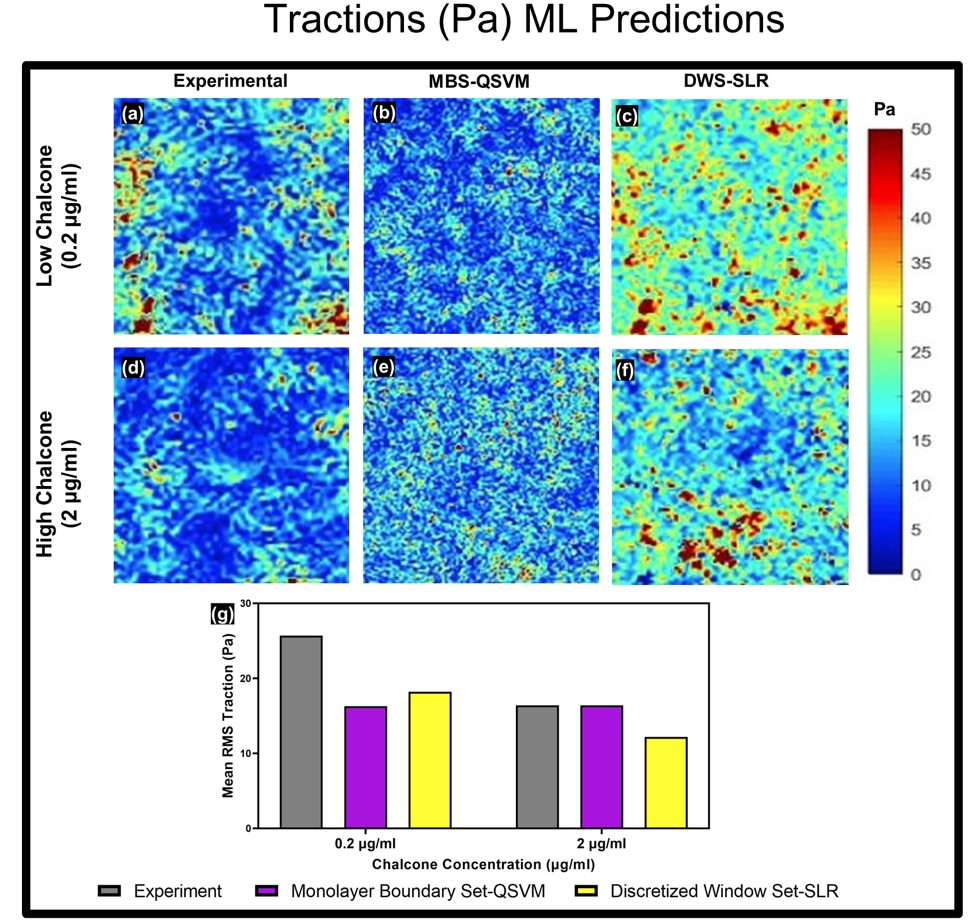 Tractions (Pa) ML Predictions
Experimental MBS-QSVM DWS-SLR
Pa
Low Chalcone
(0.2 µg/ml)
(a) (b) (c)
50
45
40
35
30
25
20
15
10
5
0
High Chalcone
(2 µg/ml)
(d) (e) (f)
(g)
Mean RMS Traction (Pa)
30
20
10
0
0.2 µg/ml 2 µg/ml
Chalcone Concentration (µg/ml)
Experiment Monolayer Boundary Set-QSVM Discretized Window Set-SLR